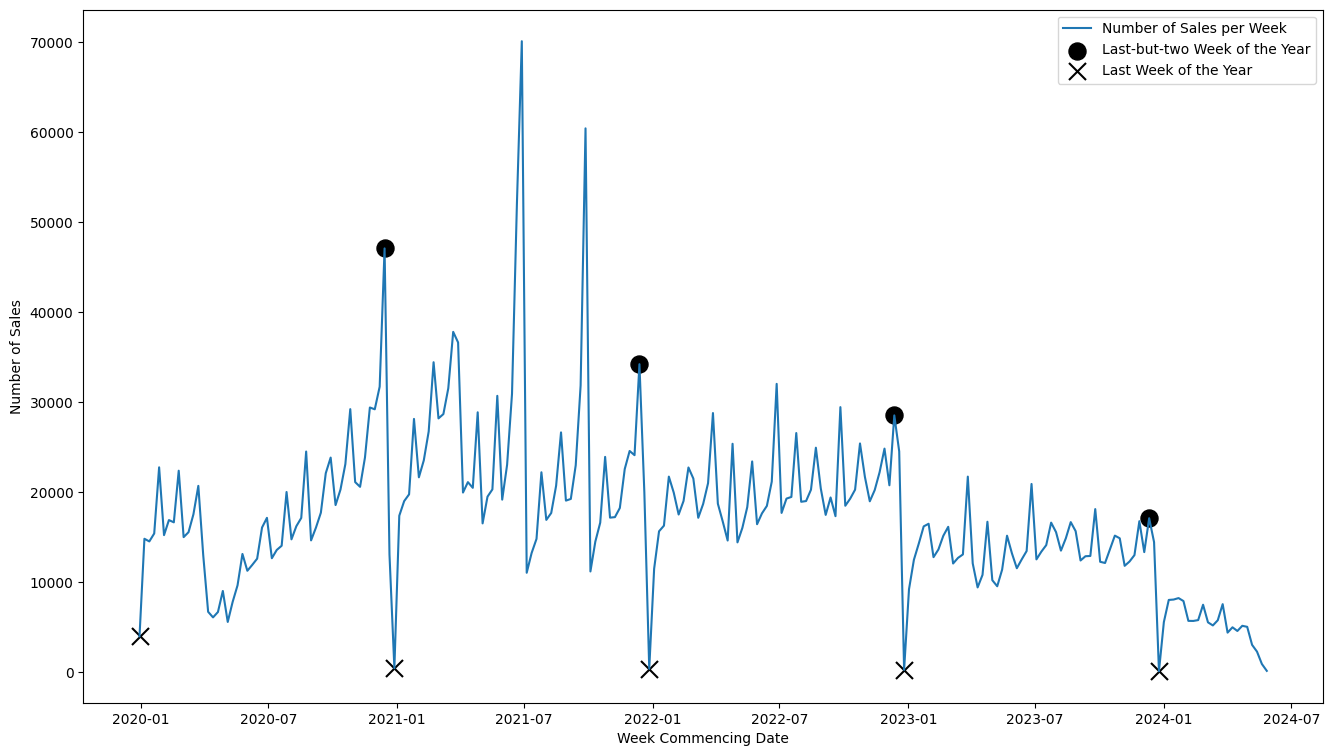 Number of Sales per Week
Last-but-two Week of the Year
Last Week of the Year
70000
60000
50000
40000
30000
20000
10000
0
Number of Sales
2020-01 2020-07 2021-01 2021-07 2022-01 2022-07 2023-01 2023-07 2024-01 2024-07
Week Commencing Date